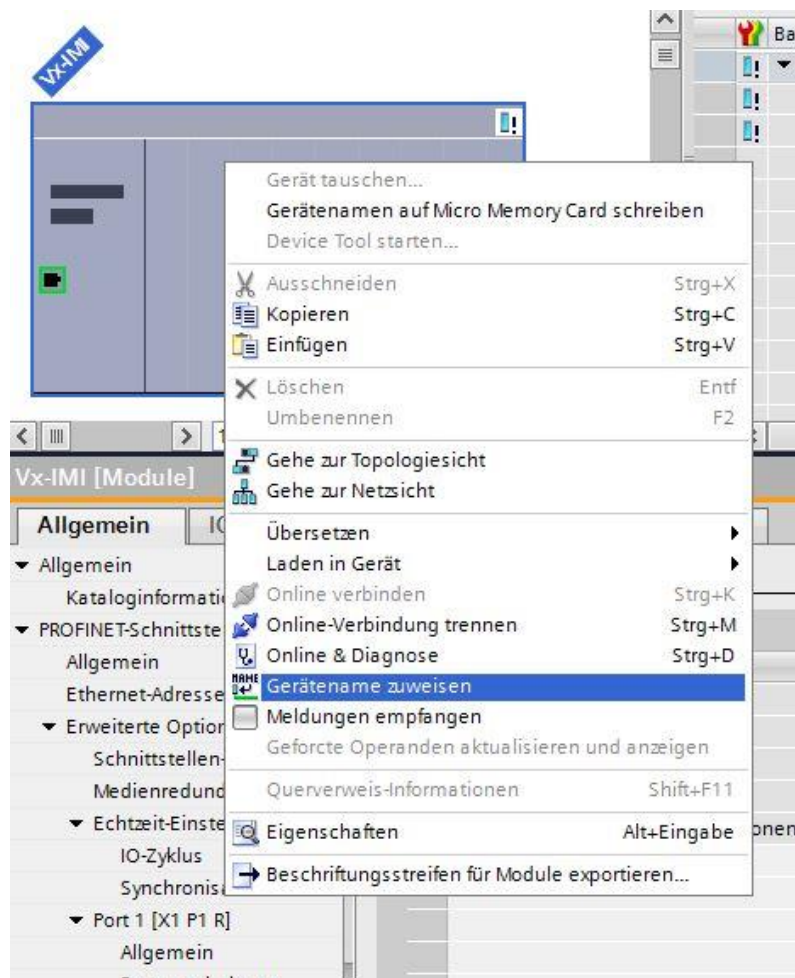 Vx-IMI
Ba
Gerät tauschen...
Gerätenamen auf Micro Memory Card schreiben
Device Tool starten...
Ausschneiden Strg+X
Kopieren Strg+C
Einfügen Strg+V
Löschen Entf
Umbenennen F2
Gehe zur Topologiesicht
Gehe zur Netzsicht
Übersetzen
Laden in Gerät
Online verbinden Strg+K
Online-Verbindung trennen Strg+M
Online & Diagnose Strg+D
NAME
Gerätename zuweisen
Meldungen empfangen
Geforcte Operanden aktualisieren und anzeigen
Querverweis-Informationen Shift+F11
Eigenschaften Alt+Eingabe
Beschriftungsstreifen für Module exportieren...
Vx-IMI [Module]
Allgemein
Allgemein
Kataloginformati
PROFINET-Schnittste
Allgemein
Ethernet-Adresse
Erweiterte Option
Schnittstellen-
Medienredund
Echtzeit-Einste
IO-Zyklus
Synchronis
Port 1 [X1 P1 R]
Allgemein
onen